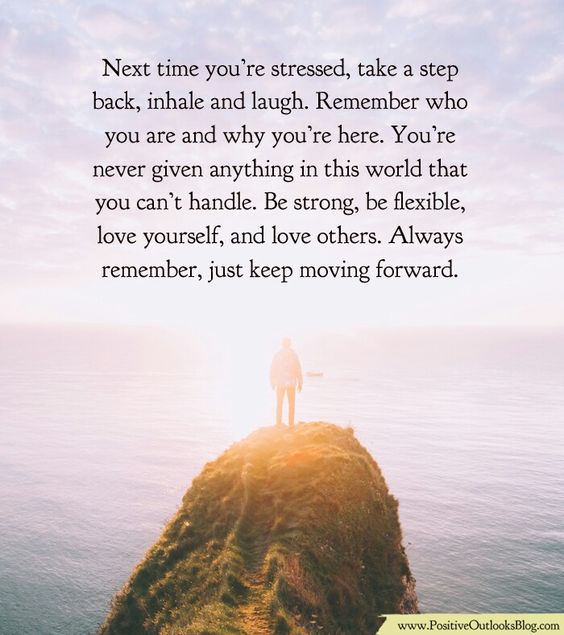 Next time you’re stressed, take a step
back, inhale and laugh. Remember who
you are and why you’re here. You’re
never given anything in this world that
you can’t handle. Be strong, be flexible,
love yourself, and love others. Always
remember, just keep moving forward.
www.PositiveOutlooksBlog.com